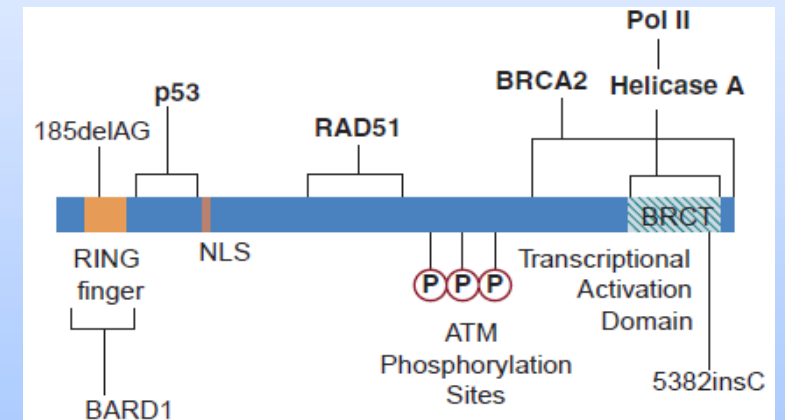 Pol II
BRCA2
Helicase A
p53
185delAG
RAD51
BRCT
RING
finger
NLS
P P P
Transcriptional
Activation
Domain
ATM
Phosphorylation
Sites
5382insC
BARD1